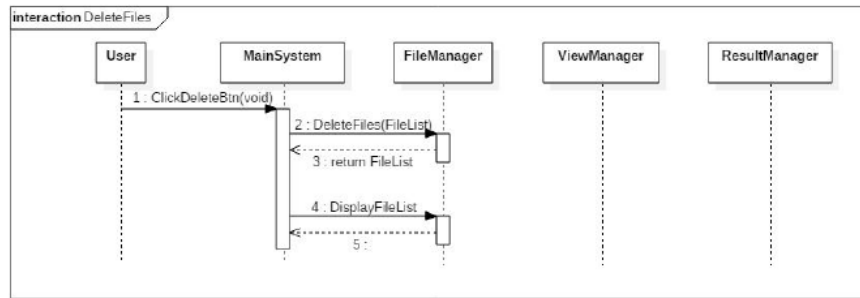 interaction DeleteFiles
User
MainSystem
FileManager
ViewManager
ResultManager
1 : ClickDeleteBtn(void)
2 : DeleteFiles(FileList)
3 : return FileList
4 : DisplayFileList
5 :